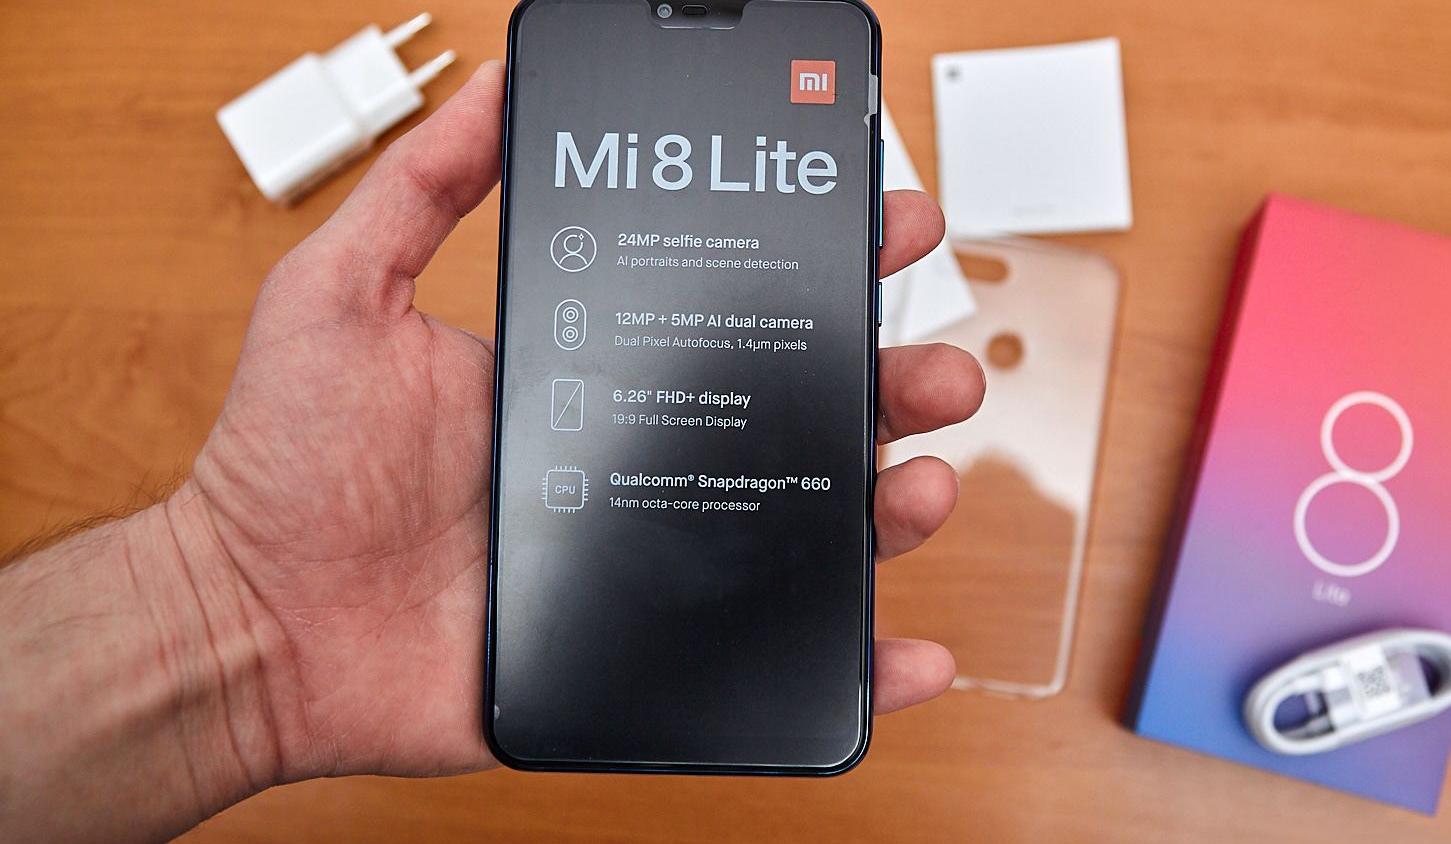 mi
Mi 8 Lite
24MP selfie camera
AI portraits and scene detection
12MP + 5MP AI dual camera
Dual Pixel Autofocus, 1.4µm pixels
6.26" FHD+ display
19:9 Full Screen Display
CPU
Qualcomm® Snapdragon™ 660
14nm octa-core processor
8
Lite